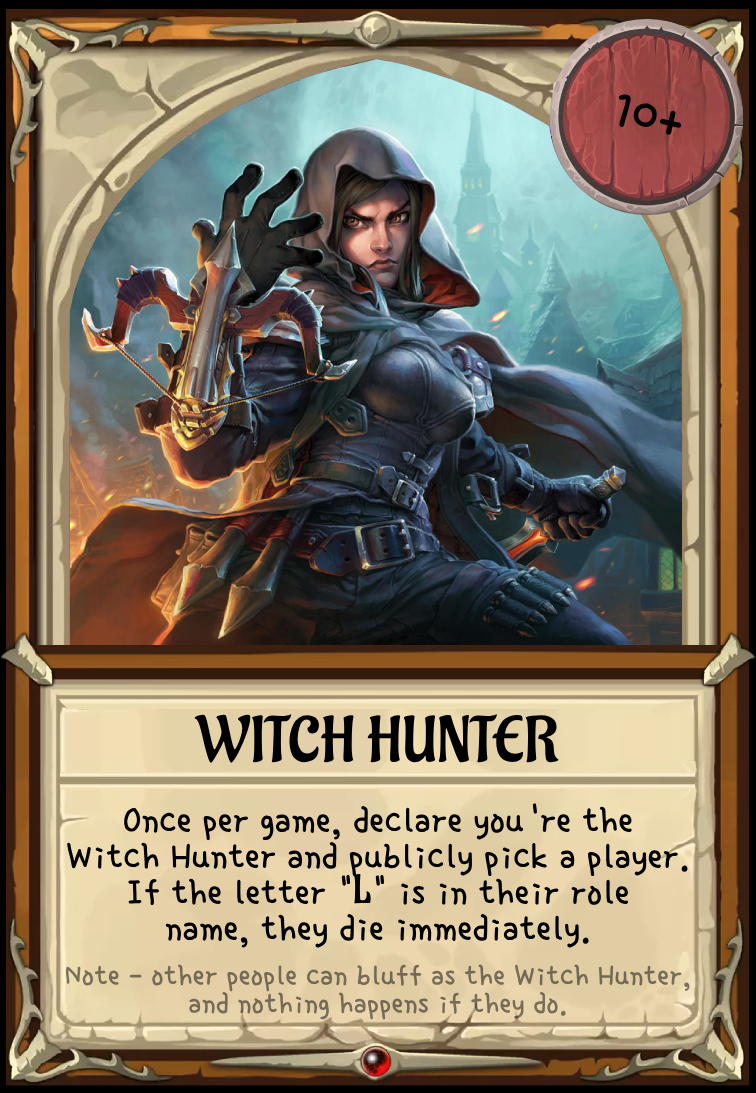 10+
WITCH HUNTER
Once per game, declare you're the
Witch Hunter and publicly pick a player.
If the letter "L" is in their role
name, they die immediately.
Note - other people can bluff as the Witch Hunter,
and nothing happens if they do.